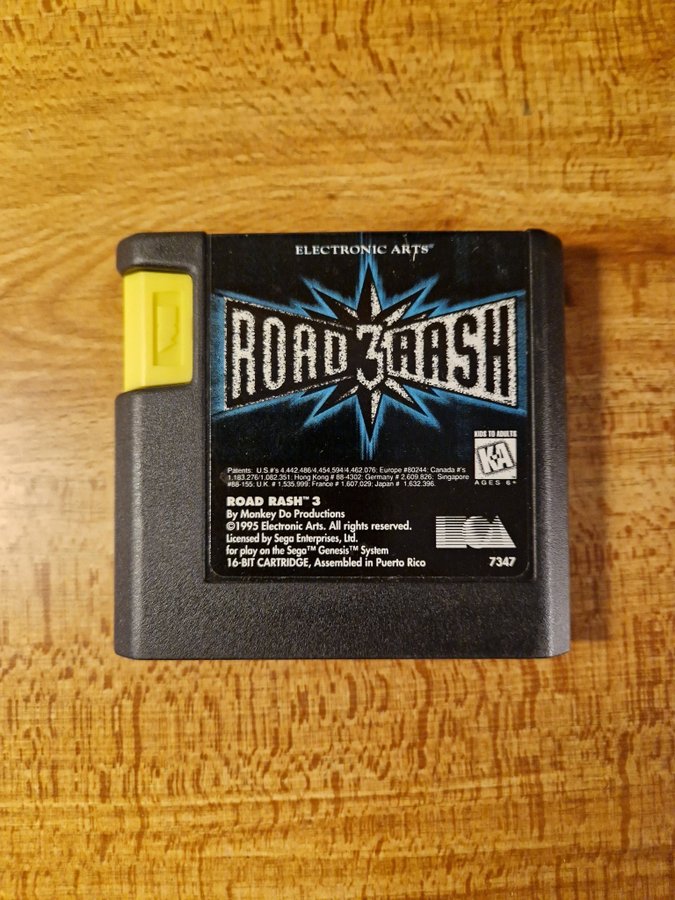 ELECTRONIC ARTS®
ROAD 3 RASH
KIDS TO ADULTS
KA
AGES 6+
Patents: U.S.#'s 4,442,486/4,454,594/4,462,076; Europe #80244; Canada #'s
1,183,276/1,082,351; Hong Kong # 88-4302; Germany # 2,609,826; Singapore
#88-155; U.K. # 1,535,999; France # 1,607,029; Japan # 1,632,396.
ROAD RASH™ 3
By Monkey Do Productions
©1995 Electronic Arts. All rights reserved.
Licensed by Sega Enterprises, Ltd.
for play on the Sega™ Genesis™ System
16-BIT CARTRIDGE, Assembled in Puerto Rico
EA
7347